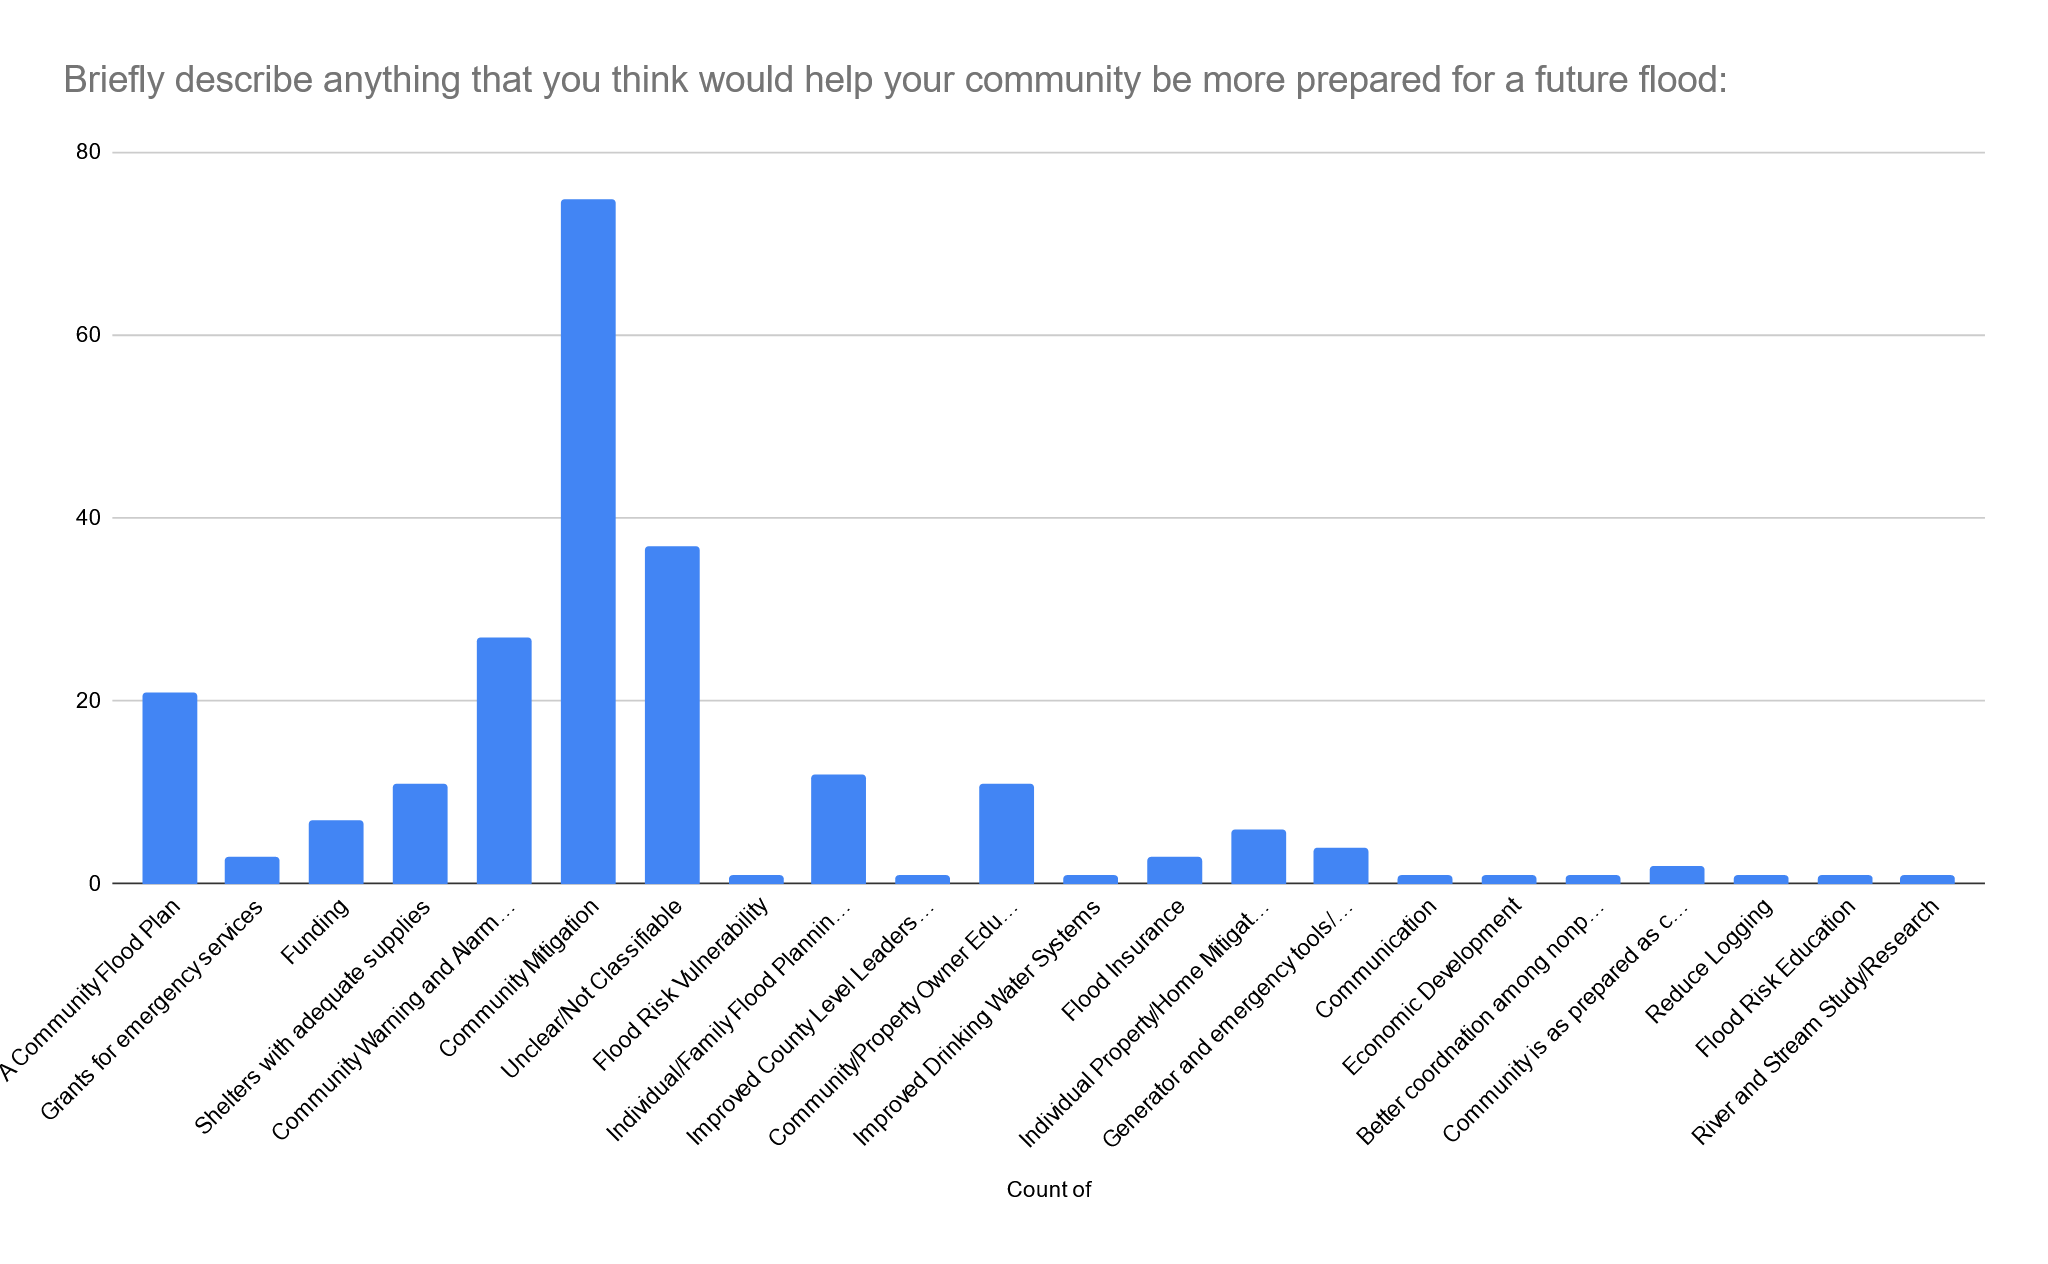 Briefly describe anything that you think would help your community be more prepared for a future flood:
80
60
40
20
0
A Community Flood Plan
Grants for emergency services
Funding
Shelters with adequate supplies
Community Warning and Alarm…
Community Mitigation
Unclear/Not Classifiable
Flood Risk Vulnerability
Individual/Family Flood Plannin…
Improved County Level Leaders…
Community/Property Owner Edu…
Improved Drinking Water Systems
Flood Insurance
Individual Property/Home Mitigat…
Generator and emergency tools/…
Communication
Economic Development
Better coordnation among nonp…
Community is as prepared as c…
Reduce Logging
Flood Risk Education
River and Stream Study/Research
Count of